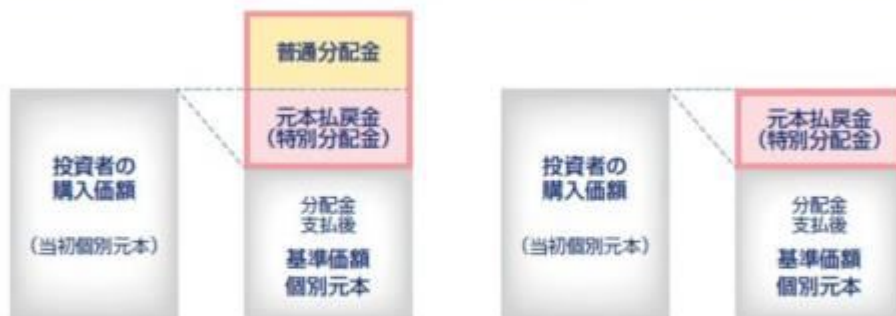 普通分配金
元本払戻金
(特別分配金)
投資者の
購入価額
(当初個別元本)
分配金
支払後
基準価額
個別元本
元本払戻金
(特別分配金)
投資者の
購入価額
(当初個別元本)
分配金
支払後
基準価額
個別元本